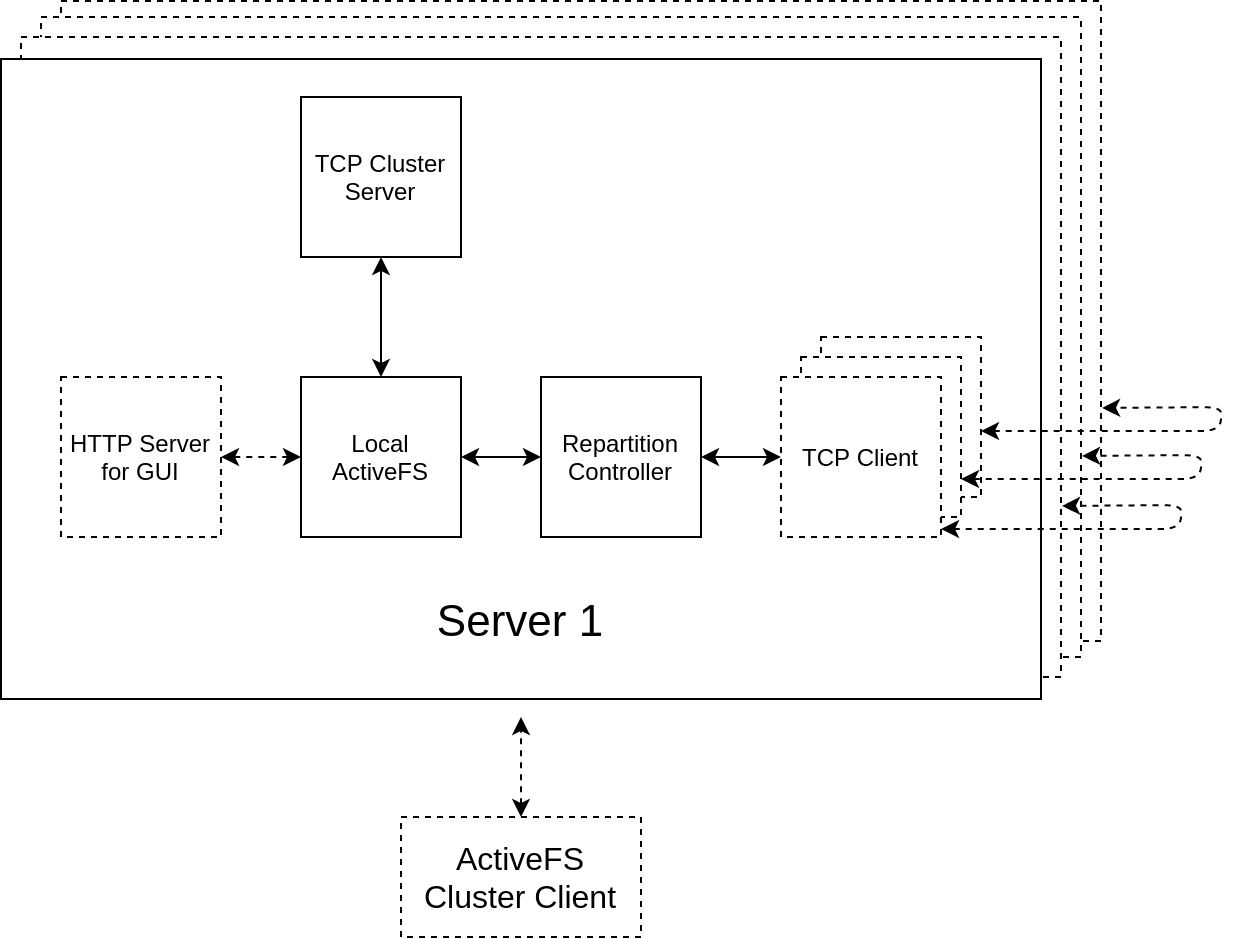 TCP Cluster
Server
HTTP Server
for GUI
Local
ActiveFS
Repartition
Controller
TCP Client
Server 1
ActiveFS
Cluster Client